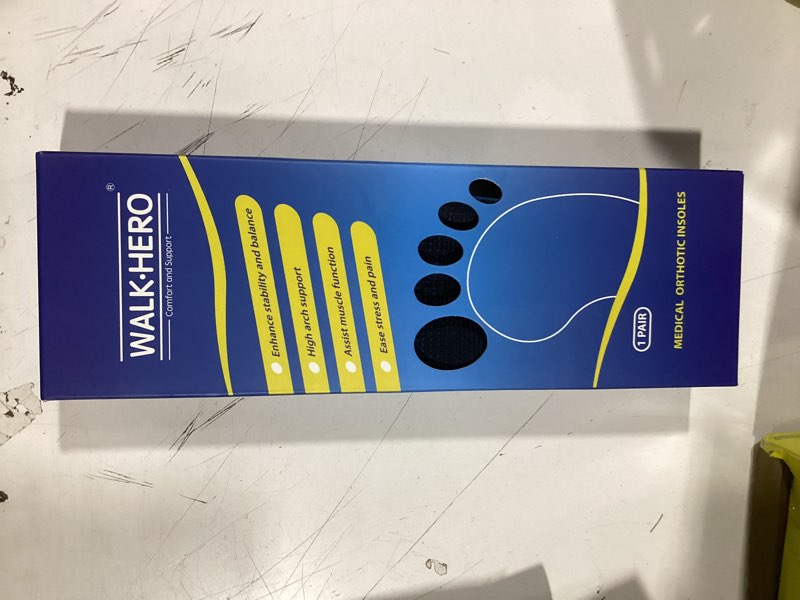 WALK·HERO®
Comfort and Support
Enhance stability and balance
High arch support
Assist muscle function
Ease stress and pain
1 PAIR
MEDICAL ORTHOTIC INSOLES